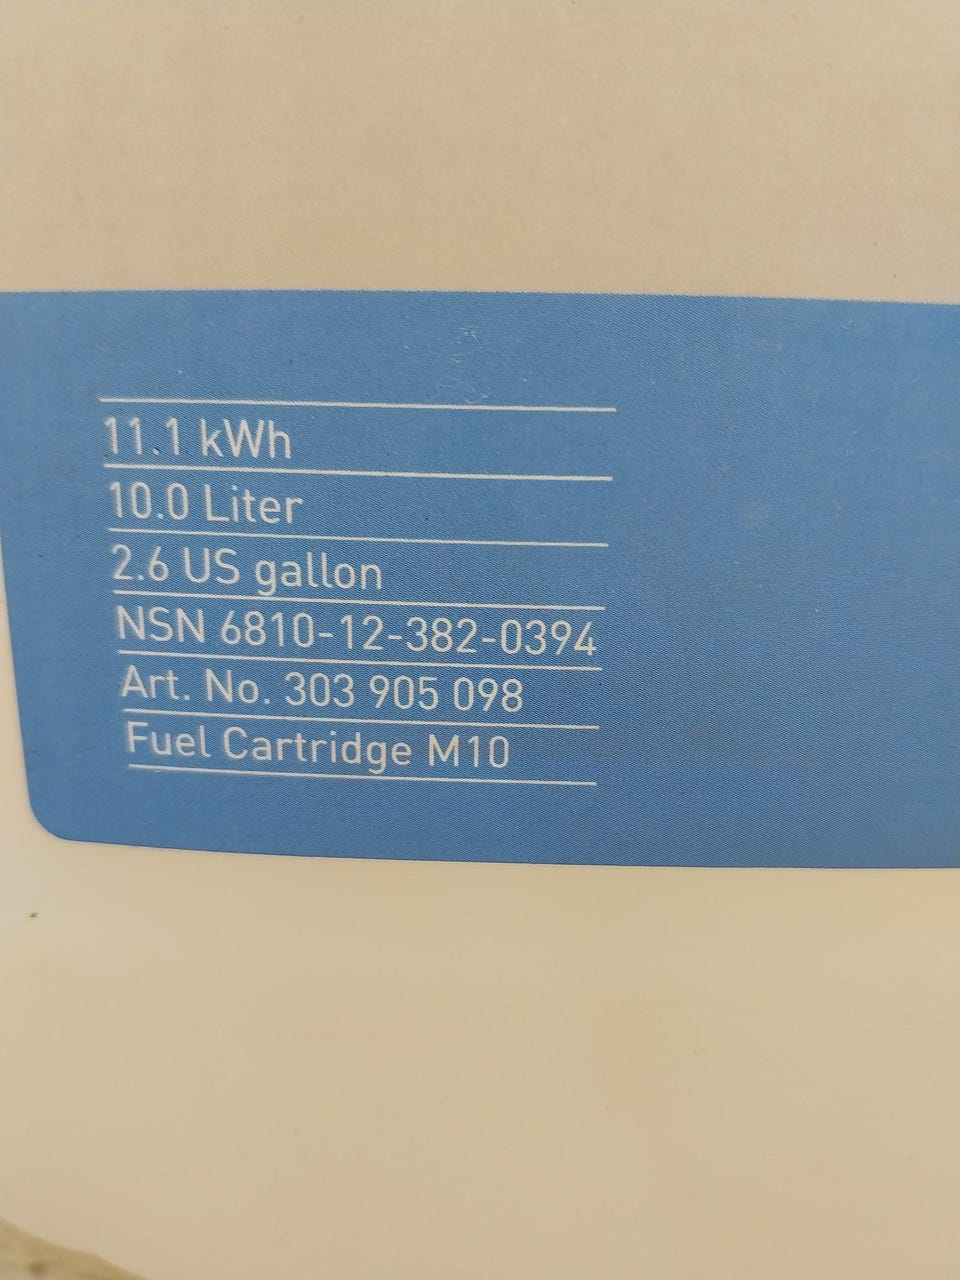 11.1 kWh
10.0 Liter
2.6 US gallon
NSN 6810-12-382-0394
Art. No. 303 905 098
Fuel Cartridge M10